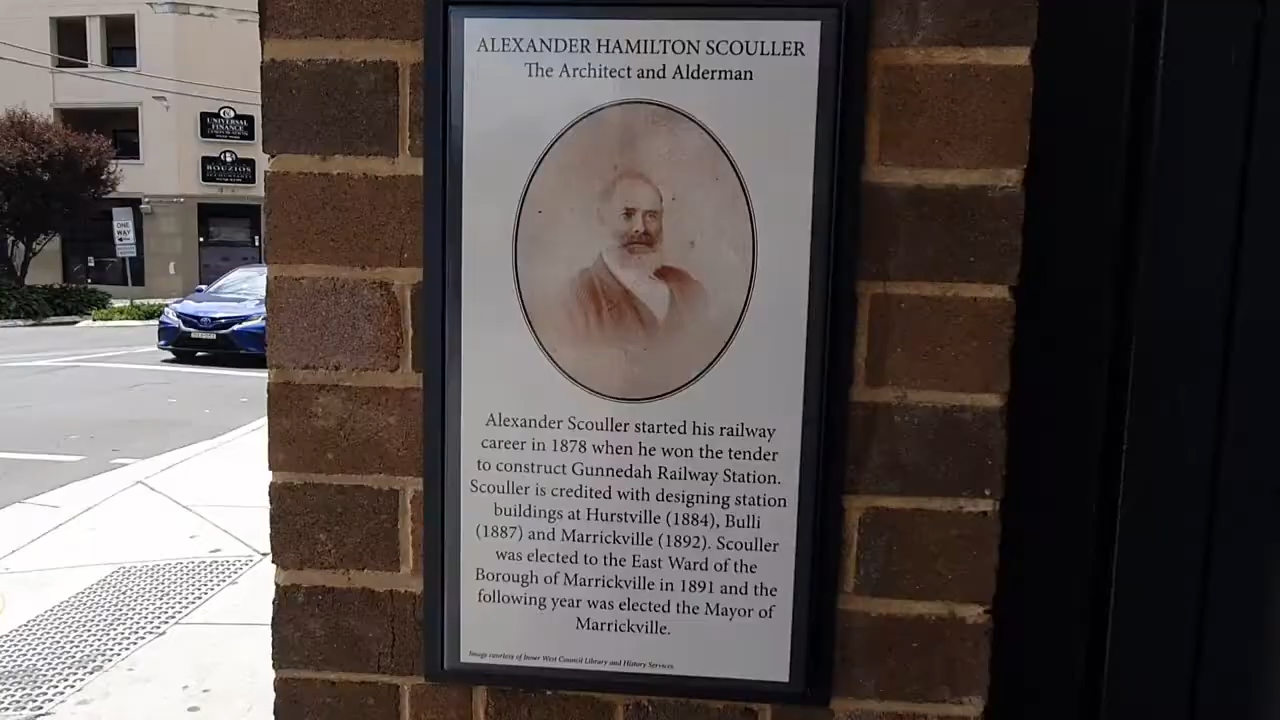 ALEXANDER HAMILTON SCOULLER
The Architect and Alderman
Alexander Scouller started his railway
career in 1878 when he won the tender
to construct Gunnedah Railway Station.
Scouller is credited with designing station
buildings at Hurstville (1884), Bulli
(1887) and Marrickville (1892). Scouller
was elected to the East Ward of the
Borough of Marrickville in 1891 and the
following year was elected the Mayor of
Marrickville.
Image courtesy of Inner West Council Library and History Services.
UNIVERSAL
FINANCE
BOUZIOS
ONE
WAY